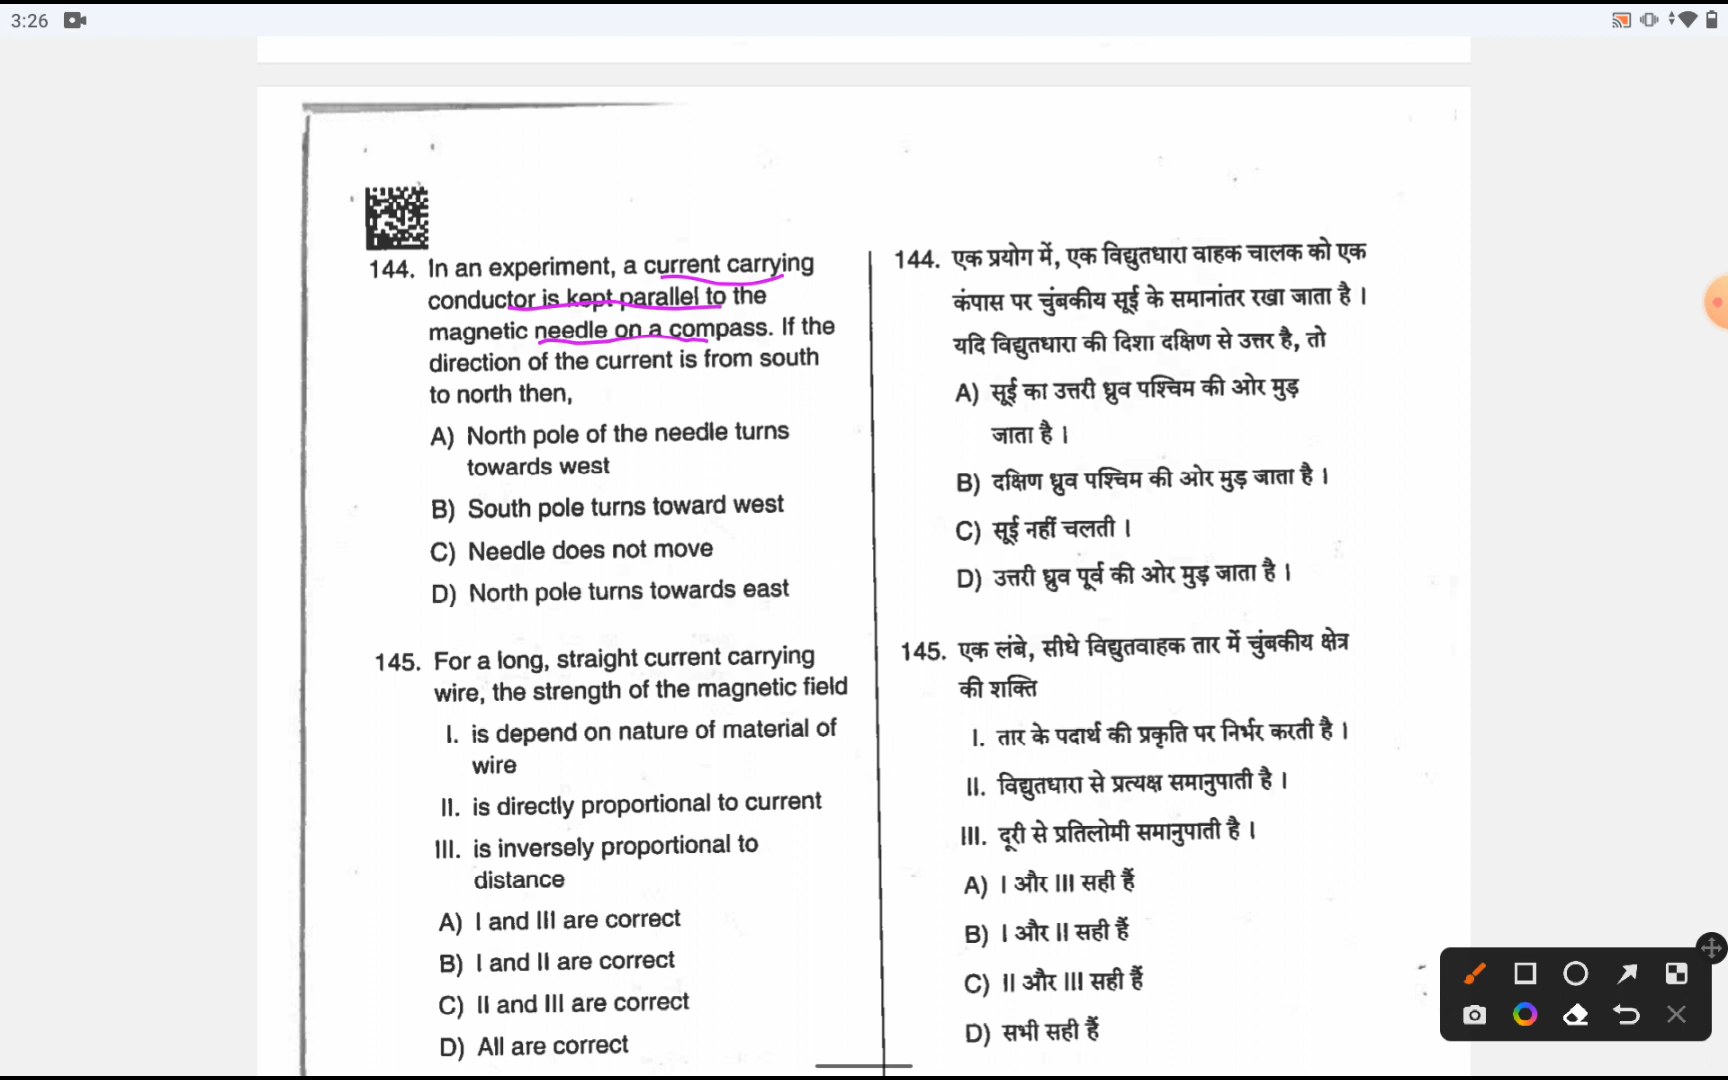 3:26
144. In an experiment, a current carrying
conductor is kept parallel to the
magnetic needle on a compass. If the
direction of the current is from south
to north then,
A) North pole of the needle turns
towards west
B) South pole turns toward west
C) Needle does not move
D) North pole turns towards east
145. For a long, straight current carrying
wire, the strength of the magnetic field
I. is depend on nature of material of
wire
II. is directly proportional to current
III. is inversely proportional to
distance
A) I and III are correct
B) I and II are correct
C) II and III are correct
D) All are correct
144. एक प्रयोग में, एक विद्युतधारा वाहक चालक को एक
कंपास पर चुंबकीय सूई के समानांतर रखा जाता है ।
यदि विद्युतधारा की दिशा दक्षिण से उत्तर है, तो
A) सूई का उत्तरी ध्रुव पश्चिम की ओर मुड़
जाता है ।
B) दक्षिण ध्रुव पश्चिम की ओर मुड़ जाता है ।
C) सूई नहीं चलती ।
D) उत्तरी ध्रुव पूर्व की ओर मुड़ जाता है ।
145. एक लंबे, सीधे विद्युतवाहक तार में चुंबकीय क्षेत्र
की शक्ति
I. तार के पदार्थ की प्रकृति पर निर्भर करती है ।
II. विद्युतधारा से प्रत्यक्ष समानुपाती है ।
III. दूरी से प्रतिलोमी समानुपाती है ।
A) I और III सही हैं
B) I और II सही हैं
C) II और III सही हैं
D) सभी सही हैं